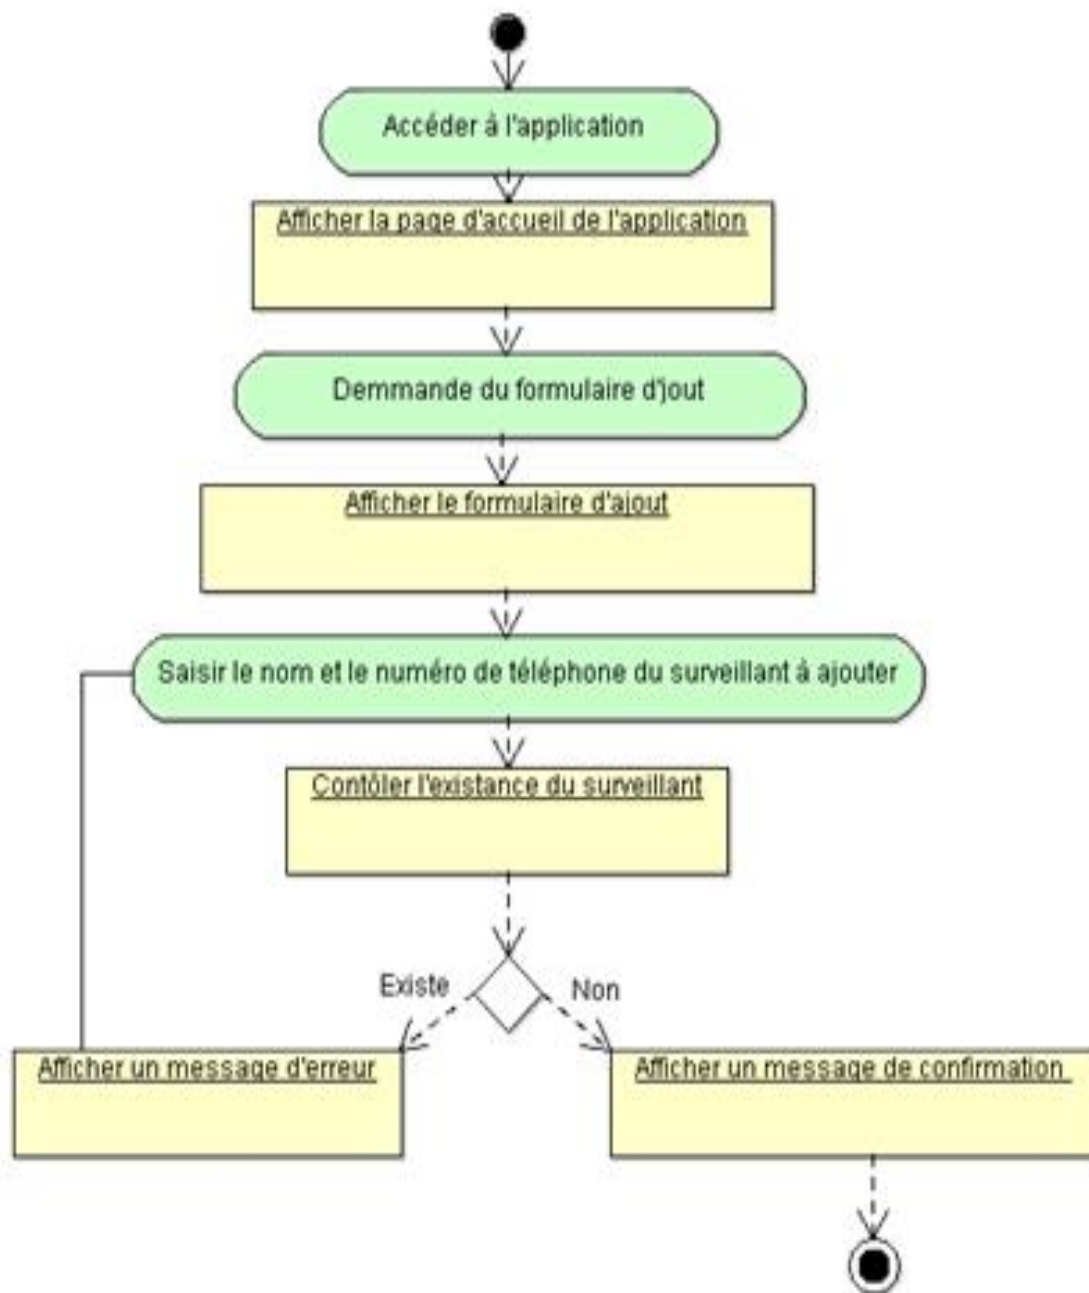 Accéder à l'application
Afficher la page d'accueil de l'application
Demmande du formulaire d'jout
Afficher le formulaire d'ajout
Saisir le nom et le numéro de téléphone du surveillant à ajouter
Contôler l'existance du surveillant
Existe
Non
Afficher un message d'erreur
Afficher un message de confirmation